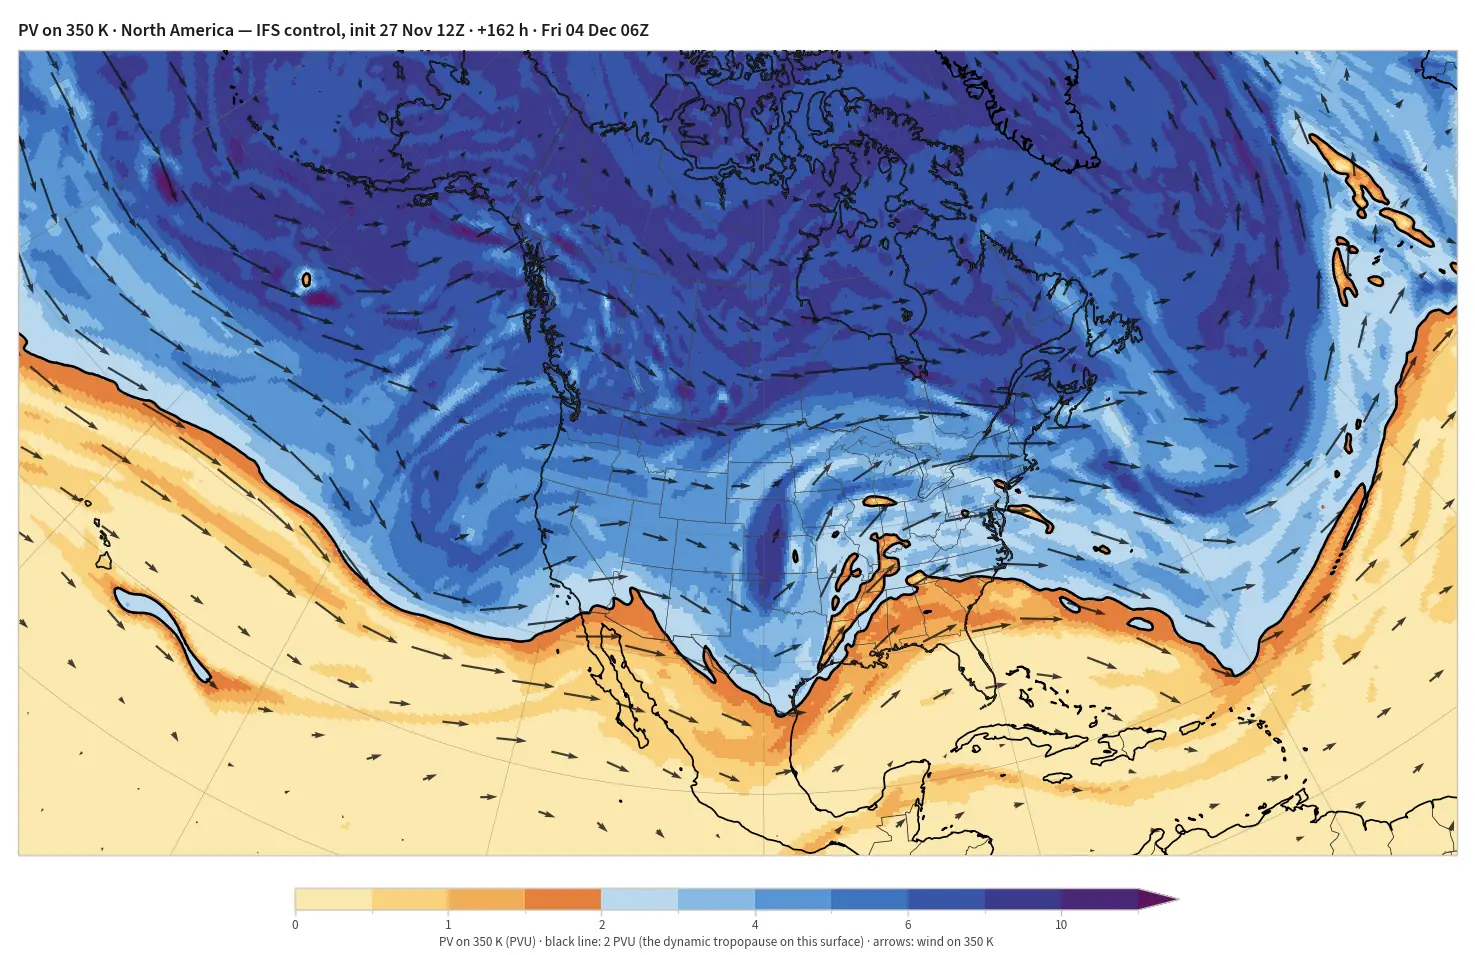 PV on 350 K · North America — IFS control, init 27 Nov 12Z · +162 h · Fri 04 Dec 06Z
0 1 2 4 6 10
PV on 350 K (PVU) · black line: 2 PVU (the dynamic tropopause on this surface) · arrows: wind on 350 K